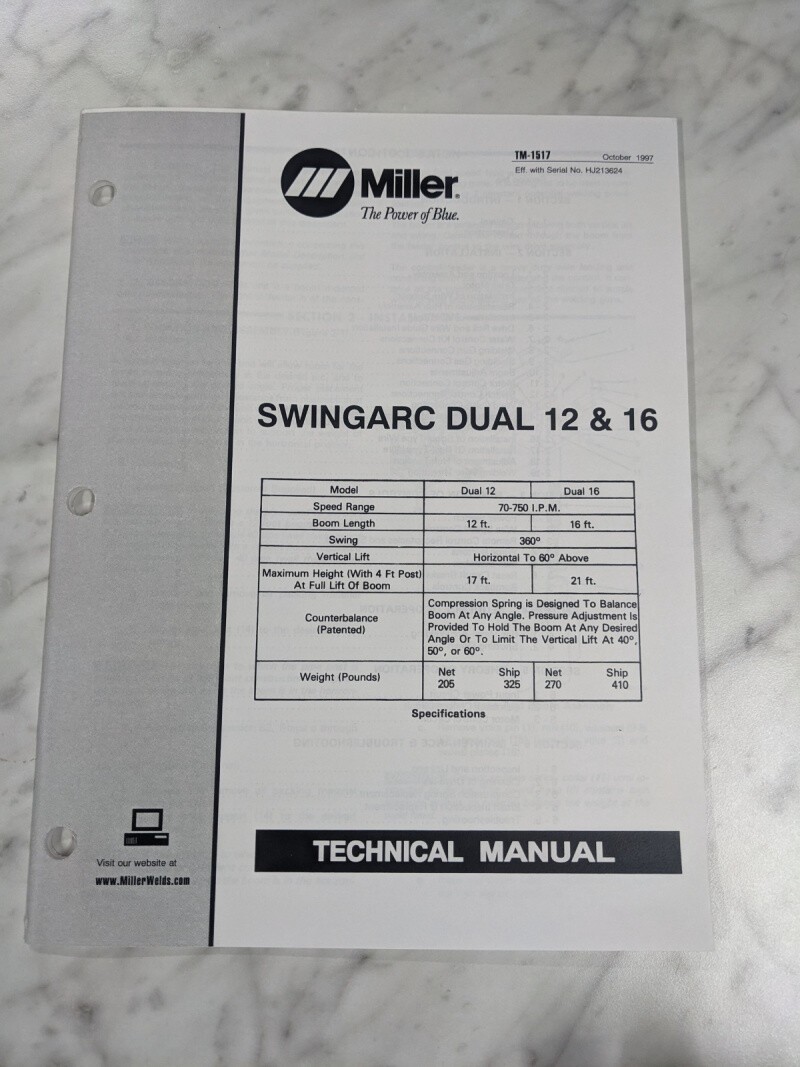 TM-1517 October 1997
Eff. with Serial No. HJ213624
Miller®
The Power of Blue.
SWINGARC DUAL 12 & 16
Model Dual 12 Dual 16
Speed Range 70-750 I.P.M.
Boom Length 12 ft. 16 ft.
Swing 360°
Vertical Lift Horizontal To 60° Above
Maximum Height (With 4 Ft Post)
At Full Lift Of Boom 17 ft. 21 ft.
Counterbalance
(Patented)
Compression Spring is Designed To Balance
Boom At Any Angle. Pressure Adjustment Is
Provided To Hold The Boom At Any Desired
Angle Or To Limit The Vertical Lift At 40°,
50°, or 60°.
Weight (Pounds) Net Ship Net Ship
205 325 270 410
Specifications
Visit our website at
www.MillerWelds.com
TECHNICAL MANUAL